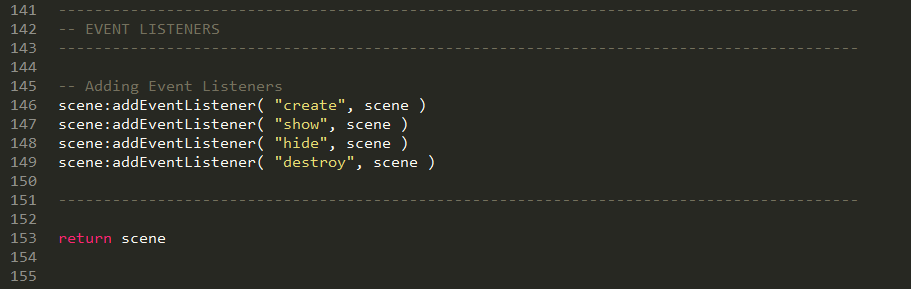 141 -----------------------------------------------------------------------------------------
142 -- EVENT LISTENERS
143 -----------------------------------------------------------------------------------------
144
145 -- Adding Event Listeners
146 scene:addEventListener( "create", scene )
147 scene:addEventListener( "show", scene )
148 scene:addEventListener( "hide", scene )
149 scene:addEventListener( "destroy", scene )
150
151 -----------------------------------------------------------------------------------------
152
153 return scene
154
155